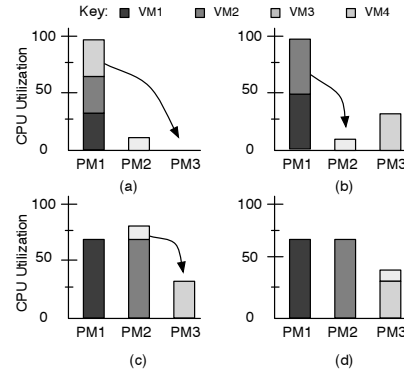 Key: VM1 VM2 VM3 VM4
CPU Utilization
100
50
0
PM1 PM2 PM3
(a)
100
50
0
PM1 PM2 PM3
(b)
CPU Utilization
100
50
0
PM1 PM2 PM3
(c)
100
50
0
PM1 PM2 PM3
(d)